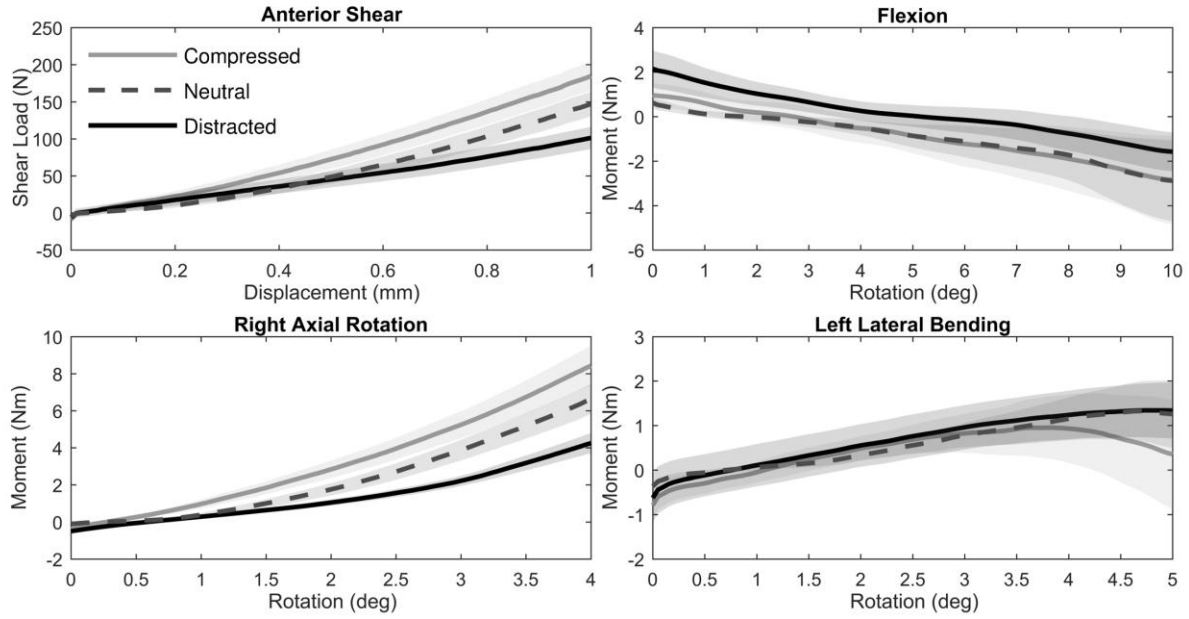 Anterior Shear
250
200
150
100
50
0
-50
Shear Load (N)
Compressed
Neutral
Distracted
0 0.2 0.4 0.6 0.8 1
Displacement (mm)
Flexion
4
2
0
-2
-4
-6
Moment (Nm)
0 1 2 3 4 5 6 7 8 9 10
Rotation (deg)
Right Axial Rotation
10
8
6
4
2
0
-2
Moment (Nm)
0 0.5 1 1.5 2 2.5 3 3.5 4
Rotation (deg)
Left Lateral Bending
3
2
1
0
-1
-2
Moment (Nm)
0 0.5 1 1.5 2 2.5 3 3.5 4 4.5 5
Rotation (deg)